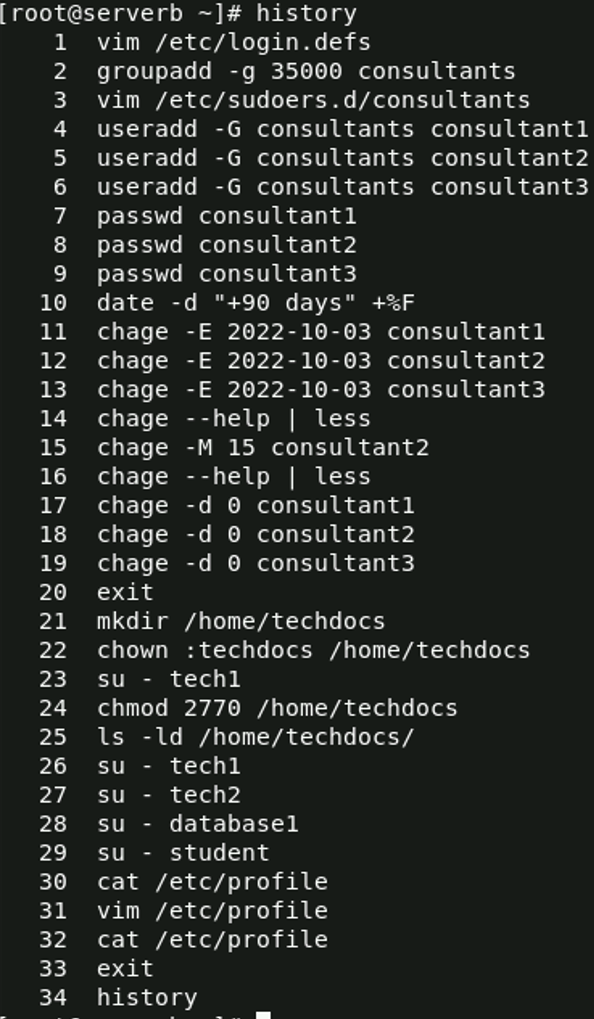 [root@serverb ~]# history
1 vim /etc/login.defs
2 groupadd -g 35000 consultants
3 vim /etc/sudoers.d/consultants
4 useradd -G consultants consultant1
5 useradd -G consultants consultant2
6 useradd -G consultants consultant3
7 passwd consultant1
8 passwd consultant2
9 passwd consultant3
10 date -d "+90 days" +%F
11 chage -E 2022-10-03 consultant1
12 chage -E 2022-10-03 consultant2
13 chage -E 2022-10-03 consultant3
14 chage --help | less
15 chage -M 15 consultant2
16 chage --help | less
17 chage -d 0 consultant1
18 chage -d 0 consultant2
19 chage -d 0 consultant3
20 exit
21 mkdir /home/techdocs
22 chown :techdocs /home/techdocs
23 su - tech1
24 chmod 2770 /home/techdocs
25 ls -ld /home/techdocs/
26 su - tech1
27 su - tech2
28 su - database1
29 su - student
30 cat /etc/profile
31 vim /etc/profile
32 cat /etc/profile
33 exit
34 history